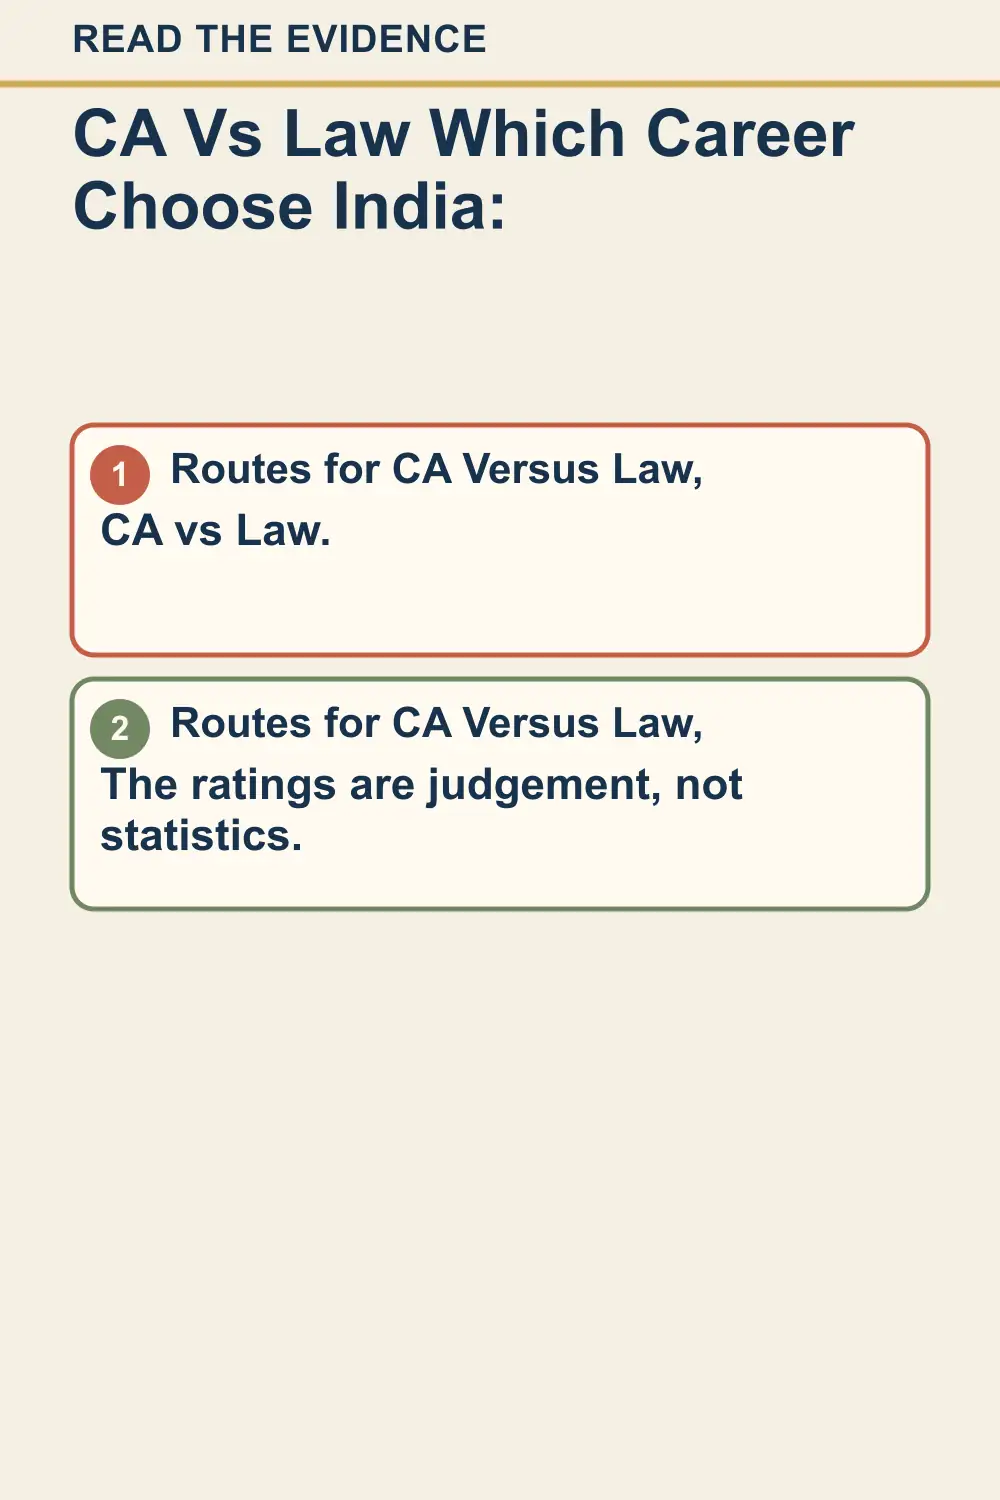 READ THE EVIDENCE
CA Vs Law Which Career
Choose India:
1 Routes for CA Versus Law,
CA vs Law.
2 Routes for CA Versus Law,
The ratings are judgement, not
statistics.